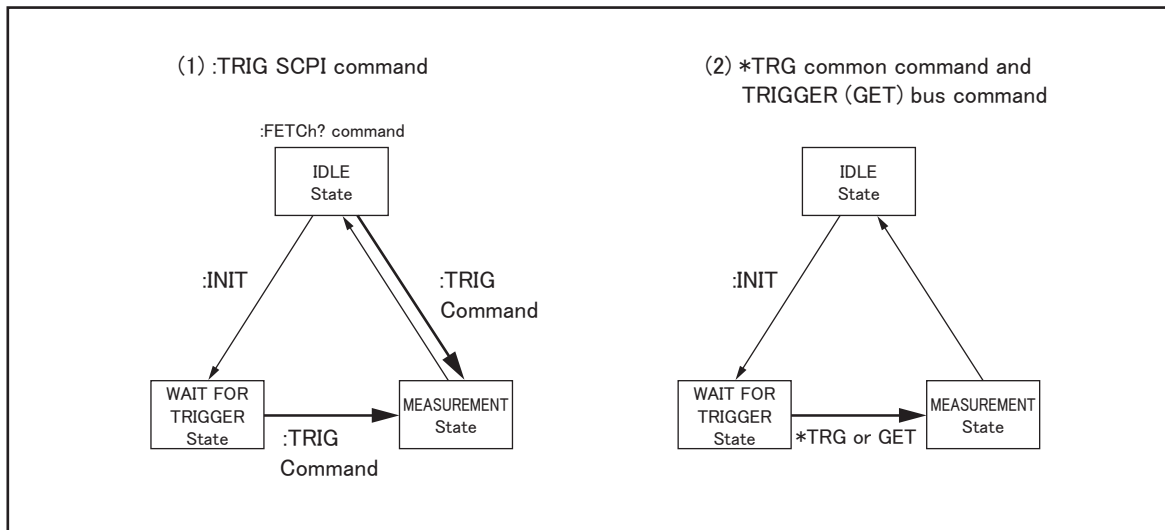 (1) :TRIG SCPI command
:FETCh? command
IDLE
State
:INIT
:TRIG
Command
WAIT FOR
TRIGGER
State
MEASUREMENT
State
:TRIG
Command
(2) *TRG common command and
TRIGGER (GET) bus command
IDLE
State
:INIT
WAIT FOR
TRIGGER
State
MEASUREMENT
State
*TRG or GET